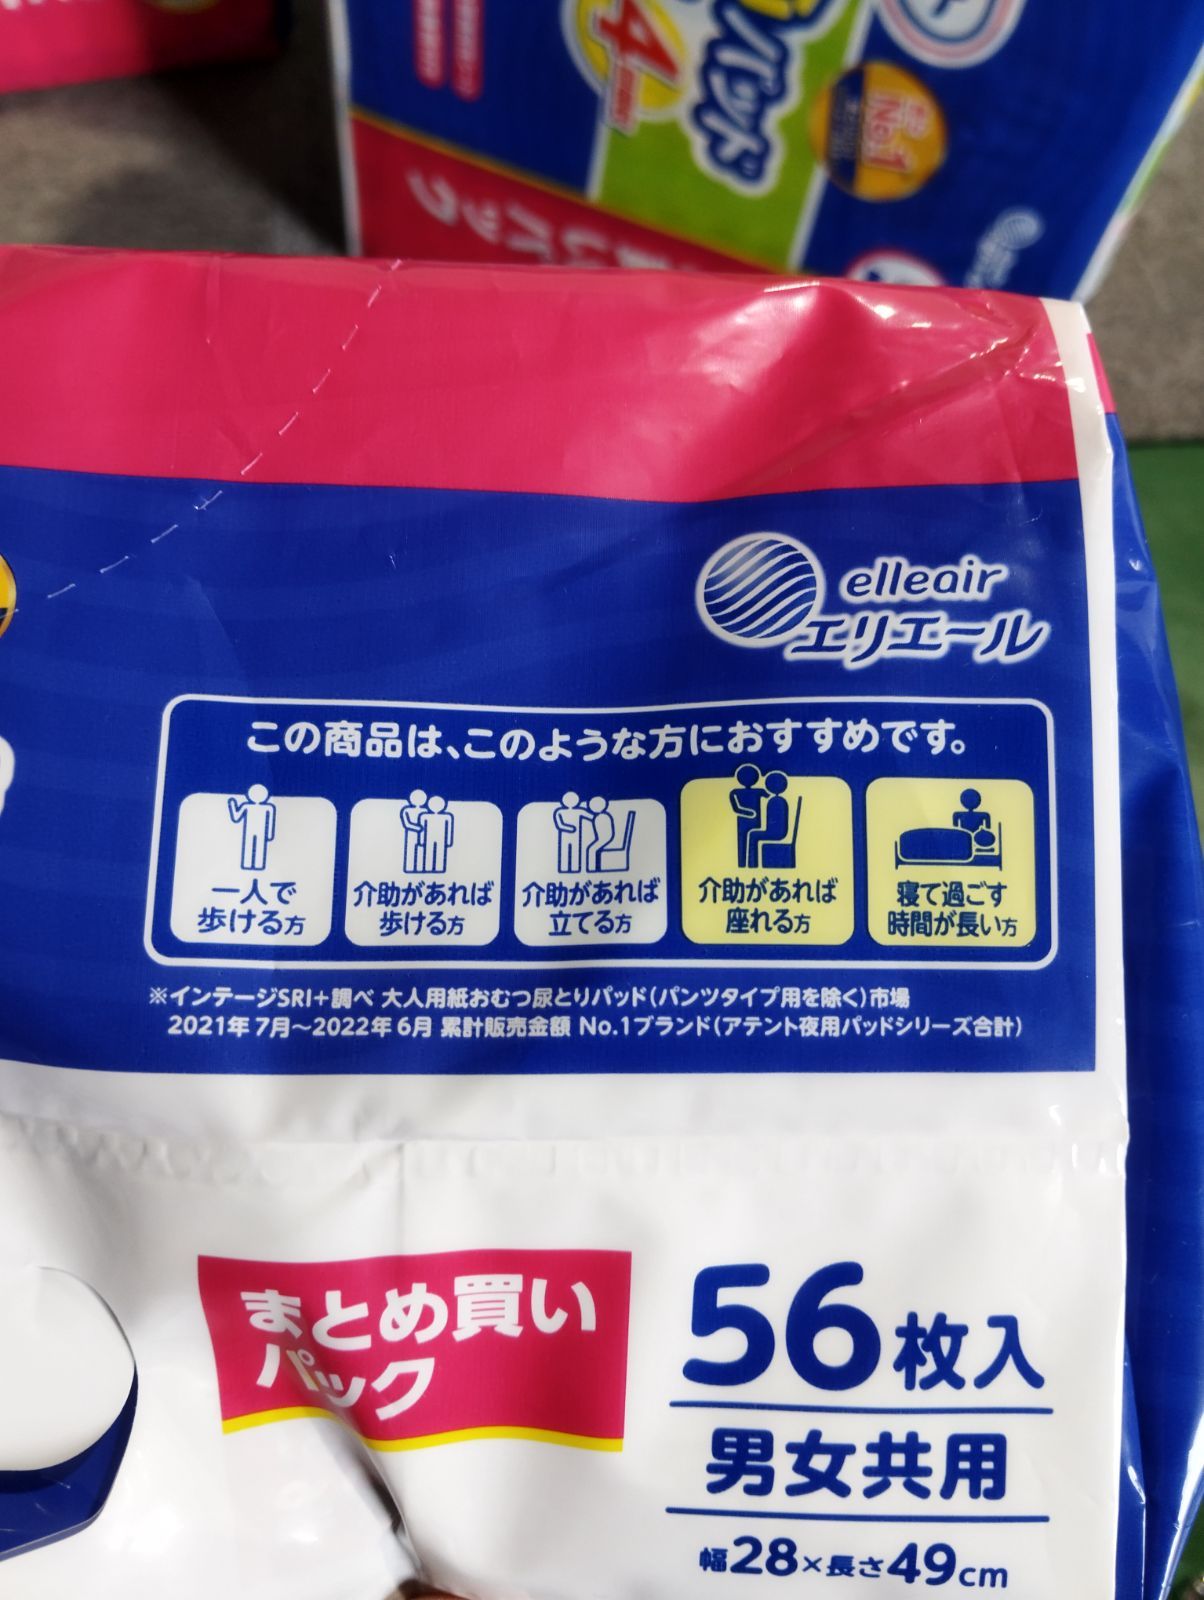 4
パッド
No.1
パック
elleair
エリエール
この商品は、このような方におすすめです。
一人で
歩ける方
介助があれば
歩ける方
介助があれば
立てる方
介助があれば
座れる方
寝て過ごす
時間が長い方
※インテージSRI+調べ 大人用紙おむつ尿とりパッド(パンツタイプ用を除く)市場
2021年7月〜2022年6月 累計販売金額 No.1ブランド(アテント夜用パッドシリーズ合計)
まとめ買い
パック
56枚入
男女共用
幅28×長さ49cm